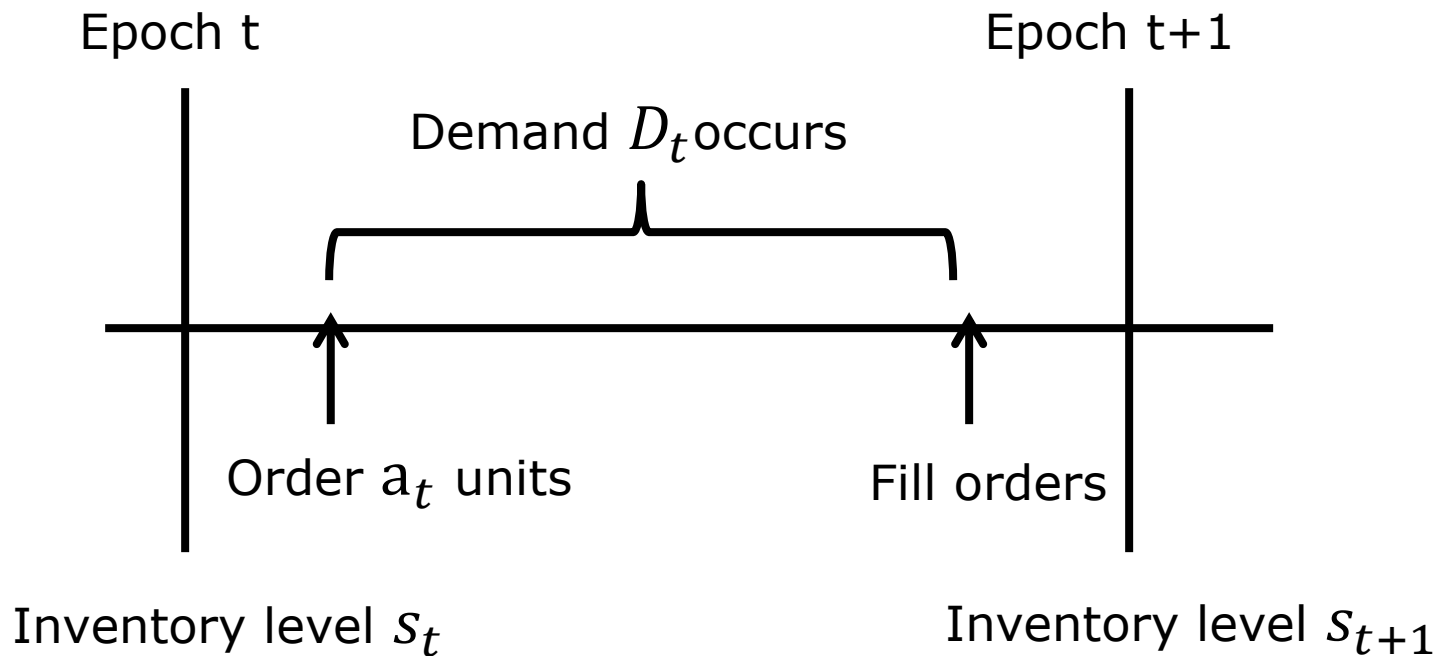 Epoch t
Epoch t+1
Demand D_t occurs
Order a_t units
Fill orders
Inventory level s_t
Inventory level s_{t+1}